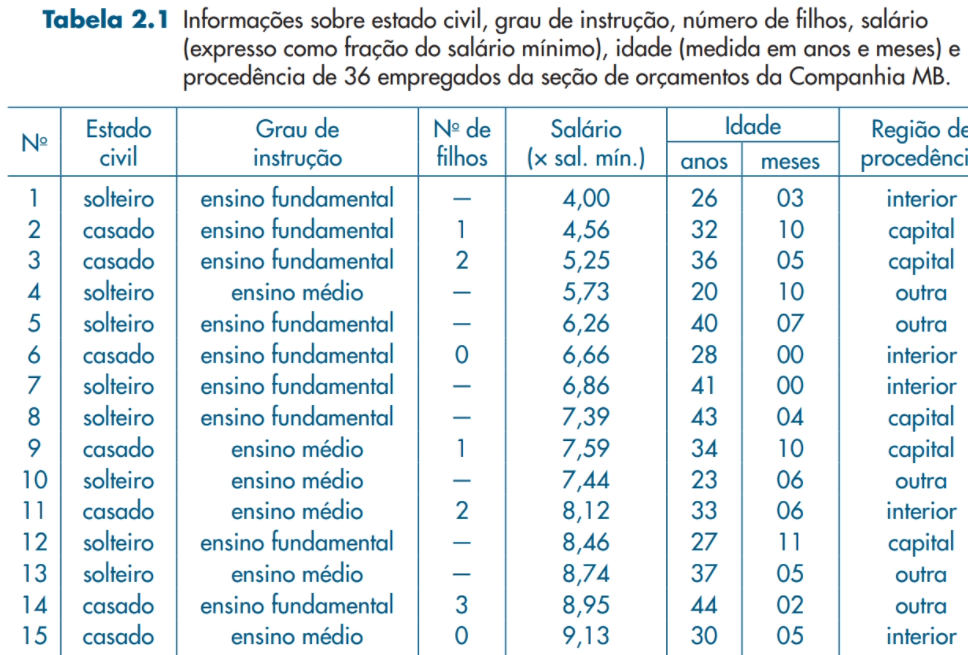 Tabela 2.1 Informações sobre estado civil, grau de instrução, número de filhos, salário
(expresso como fração do salário mínimo), idade (medida em anos e meses) e
procedência de 36 empregados da seção de orçamentos da Companhia MB.
Nº Estado civil Grau de instrução Nº de filhos Salário (× sal. mín.) Idade anos meses Região de procedênci
1 solteiro ensino fundamental — 4,00 26 03 interior
2 casado ensino fundamental 1 4,56 32 10 capital
3 casado ensino fundamental 2 5,25 36 05 capital
4 solteiro ensino médio — 5,73 20 10 outra
5 solteiro ensino fundamental — 6,26 40 07 outra
6 casado ensino fundamental 0 6,66 28 00 interior
7 solteiro ensino fundamental — 6,86 41 00 interior
8 solteiro ensino fundamental — 7,39 43 04 capital
9 casado ensino médio 1 7,59 34 10 capital
10 solteiro ensino médio — 7,44 23 06 outra
11 casado ensino médio 2 8,12 33 06 interior
12 solteiro ensino fundamental — 8,46 27 11 capital
13 solteiro ensino médio — 8,74 37 05 outra
14 casado ensino fundamental 3 8,95 44 02 outra
15 casado ensino médio 0 9,13 30 05 interior